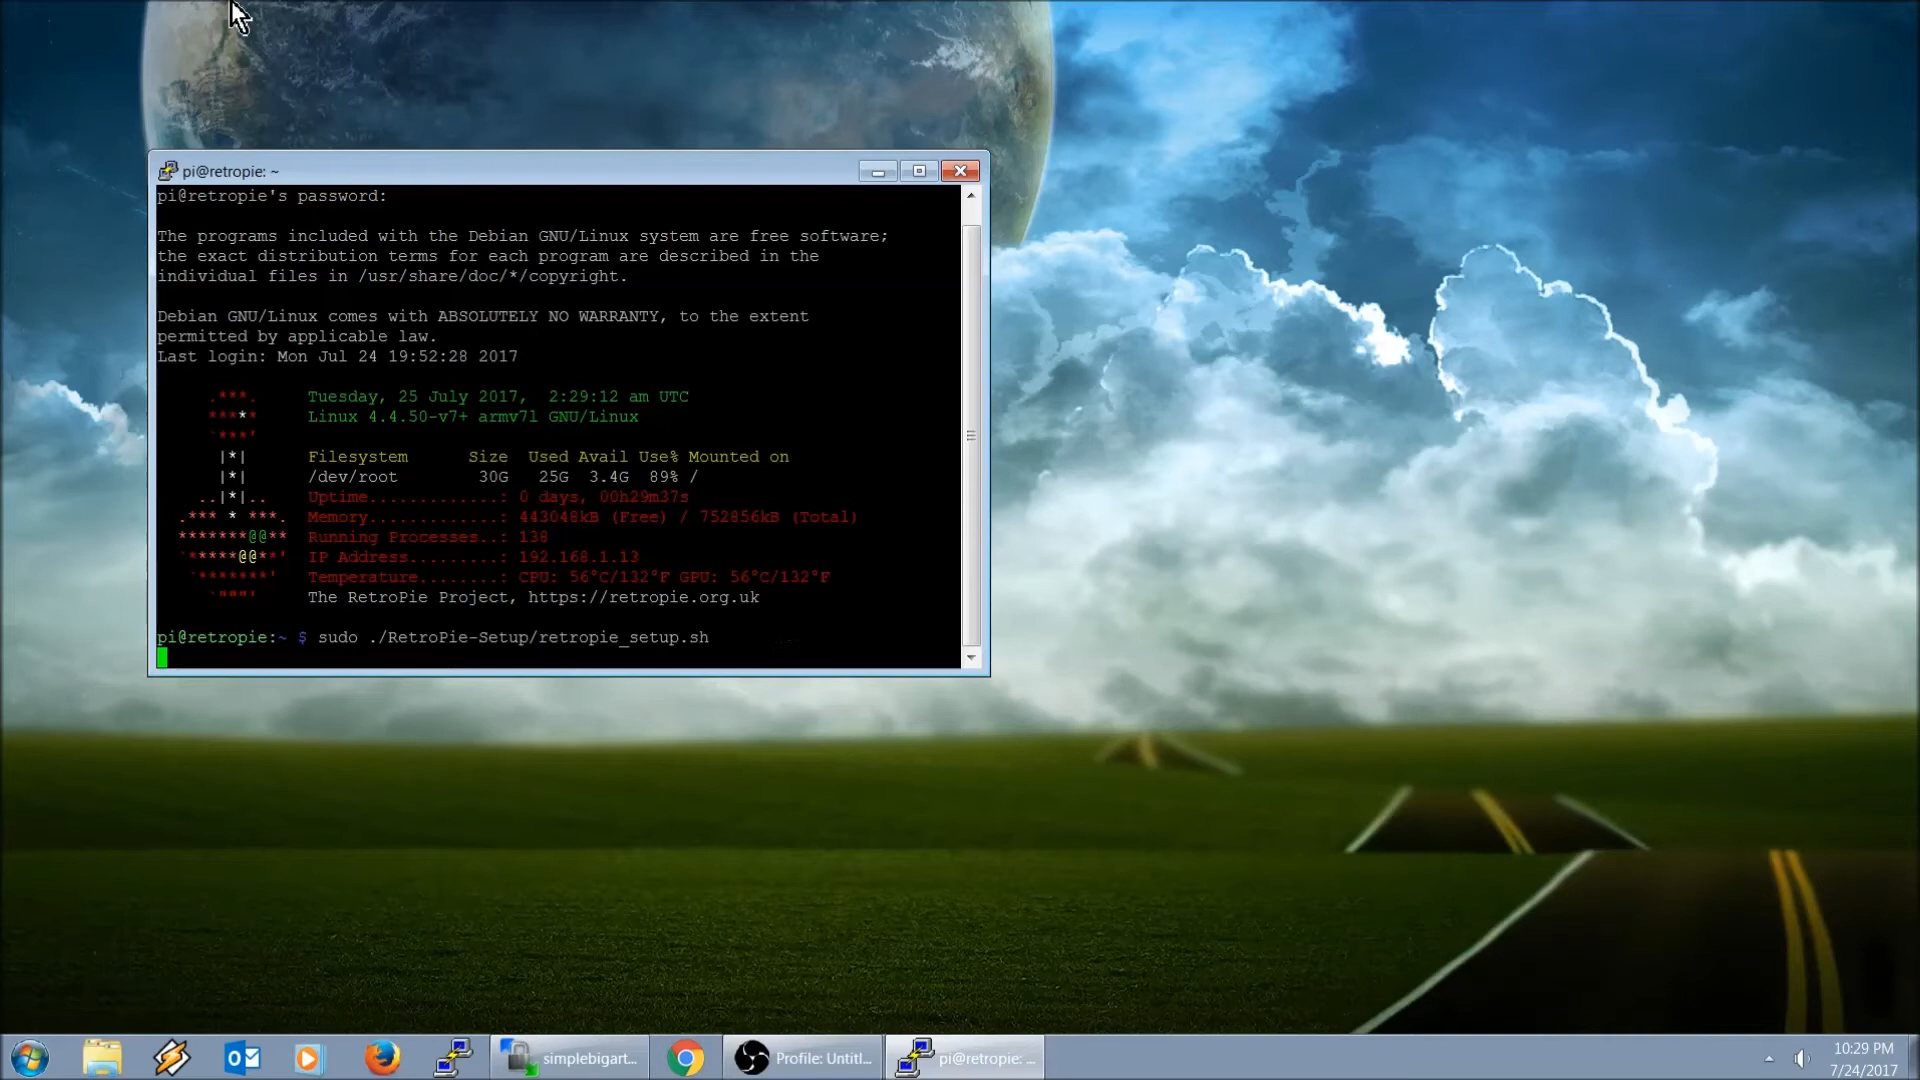 pi@retropie: ~
pi@retropie's password:
The programs included with the Debian GNU/Linux system are free software;
the exact distribution terms for each program are described in the
individual files in /usr/share/doc/*/copyright.
Debian GNU/Linux comes with ABSOLUTELY NO WARRANTY, to the extent
permitted by applicable law.
Last login: Mon Jul 24 19:52:28 2017
Tuesday, 25 July 2017,  2:29:12 am UTC
Linux 4.4.50-v7+ armv7l GNU/Linux
Filesystem      Size  Used Avail Use% Mounted on
/dev/root        30G   25G  3.4G  89% /
Uptime.............: 0 days, 00h29m37s
Memory.............: 443048kB (Free) / 752856kB (Total)
Running Processes..: 138
IP Address.........: 192.168.1.13
Temperature........: CPU: 56°C/132°F GPU: 56°C/132°F
The RetroPie Project, https://retropie.org.uk
pi@retropie:~ $ sudo ./RetroPie-Setup/retropie_setup.sh
simplebigart...
Profile: Untitl...
pi@retropie: ...
10:29 PM
7/24/2017